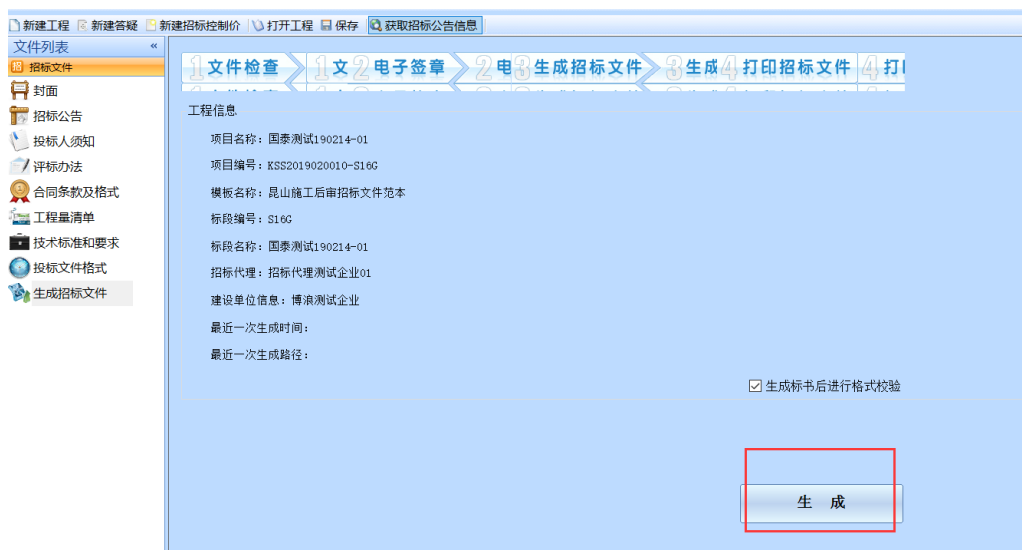 新建工程 新建答疑 新建招标控制价 打开工程 保存 获取招标公告信息
文件列表 «
招 招标文件
封面
招标公告
投标人须知
评标办法
合同条款及格式
工程量清单
技术标准和要求
投标文件格式
生成招标文件
1 文件检查 1 文 2 电子签章 2 电 3 生成招标文件 3 生成 4 打印招标文件 4 打
工程信息
项目名称：国泰测试190214-01
项目编号：KSS2019020010-S16G
模板名称：昆山施工后审招标文件范本
标段编号：S16G
标段名称：国泰测试190214-01
招标代理：招标代理测试企业01
建设单位信息：博浪测试企业
最近一次生成时间：
最近一次生成路径：
生成标书后进行格式校验
生 成